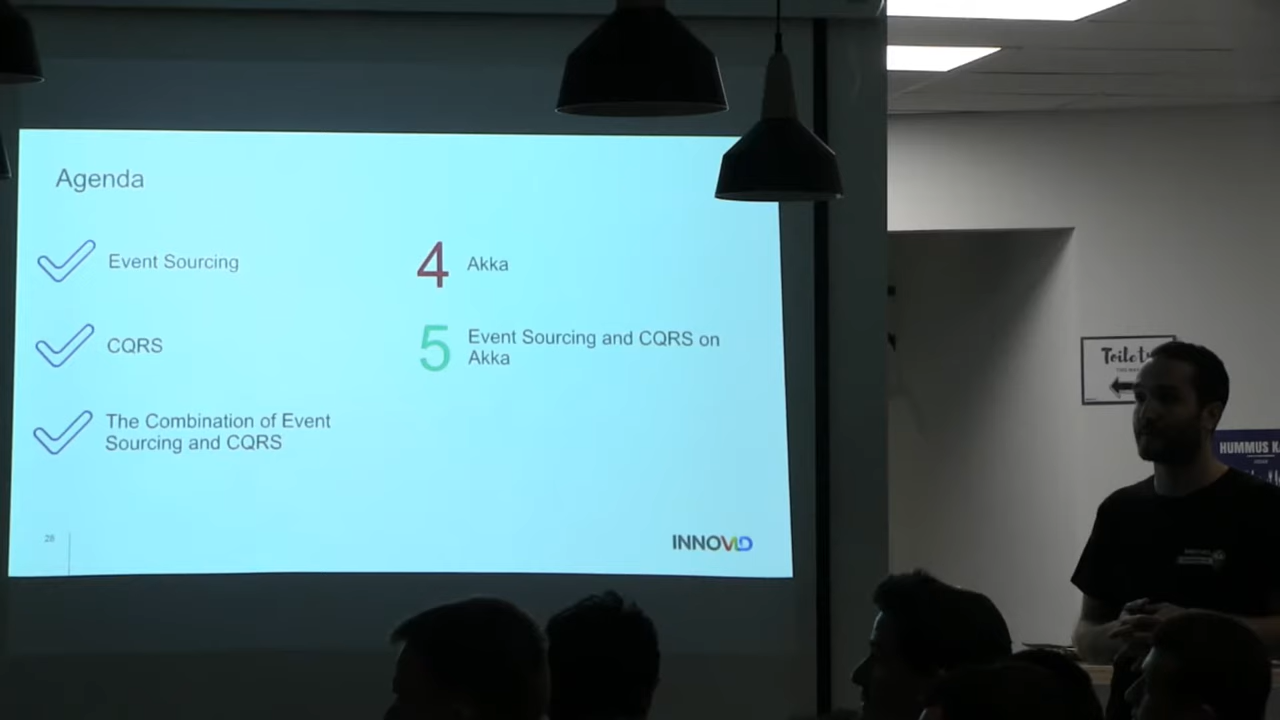 Agenda
Event Sourcing
CQRS
The Combination of Event
Sourcing and CQRS
4 Akka
5 Event Sourcing and CQRS on
Akka
28
INNOVID
HUMMUS